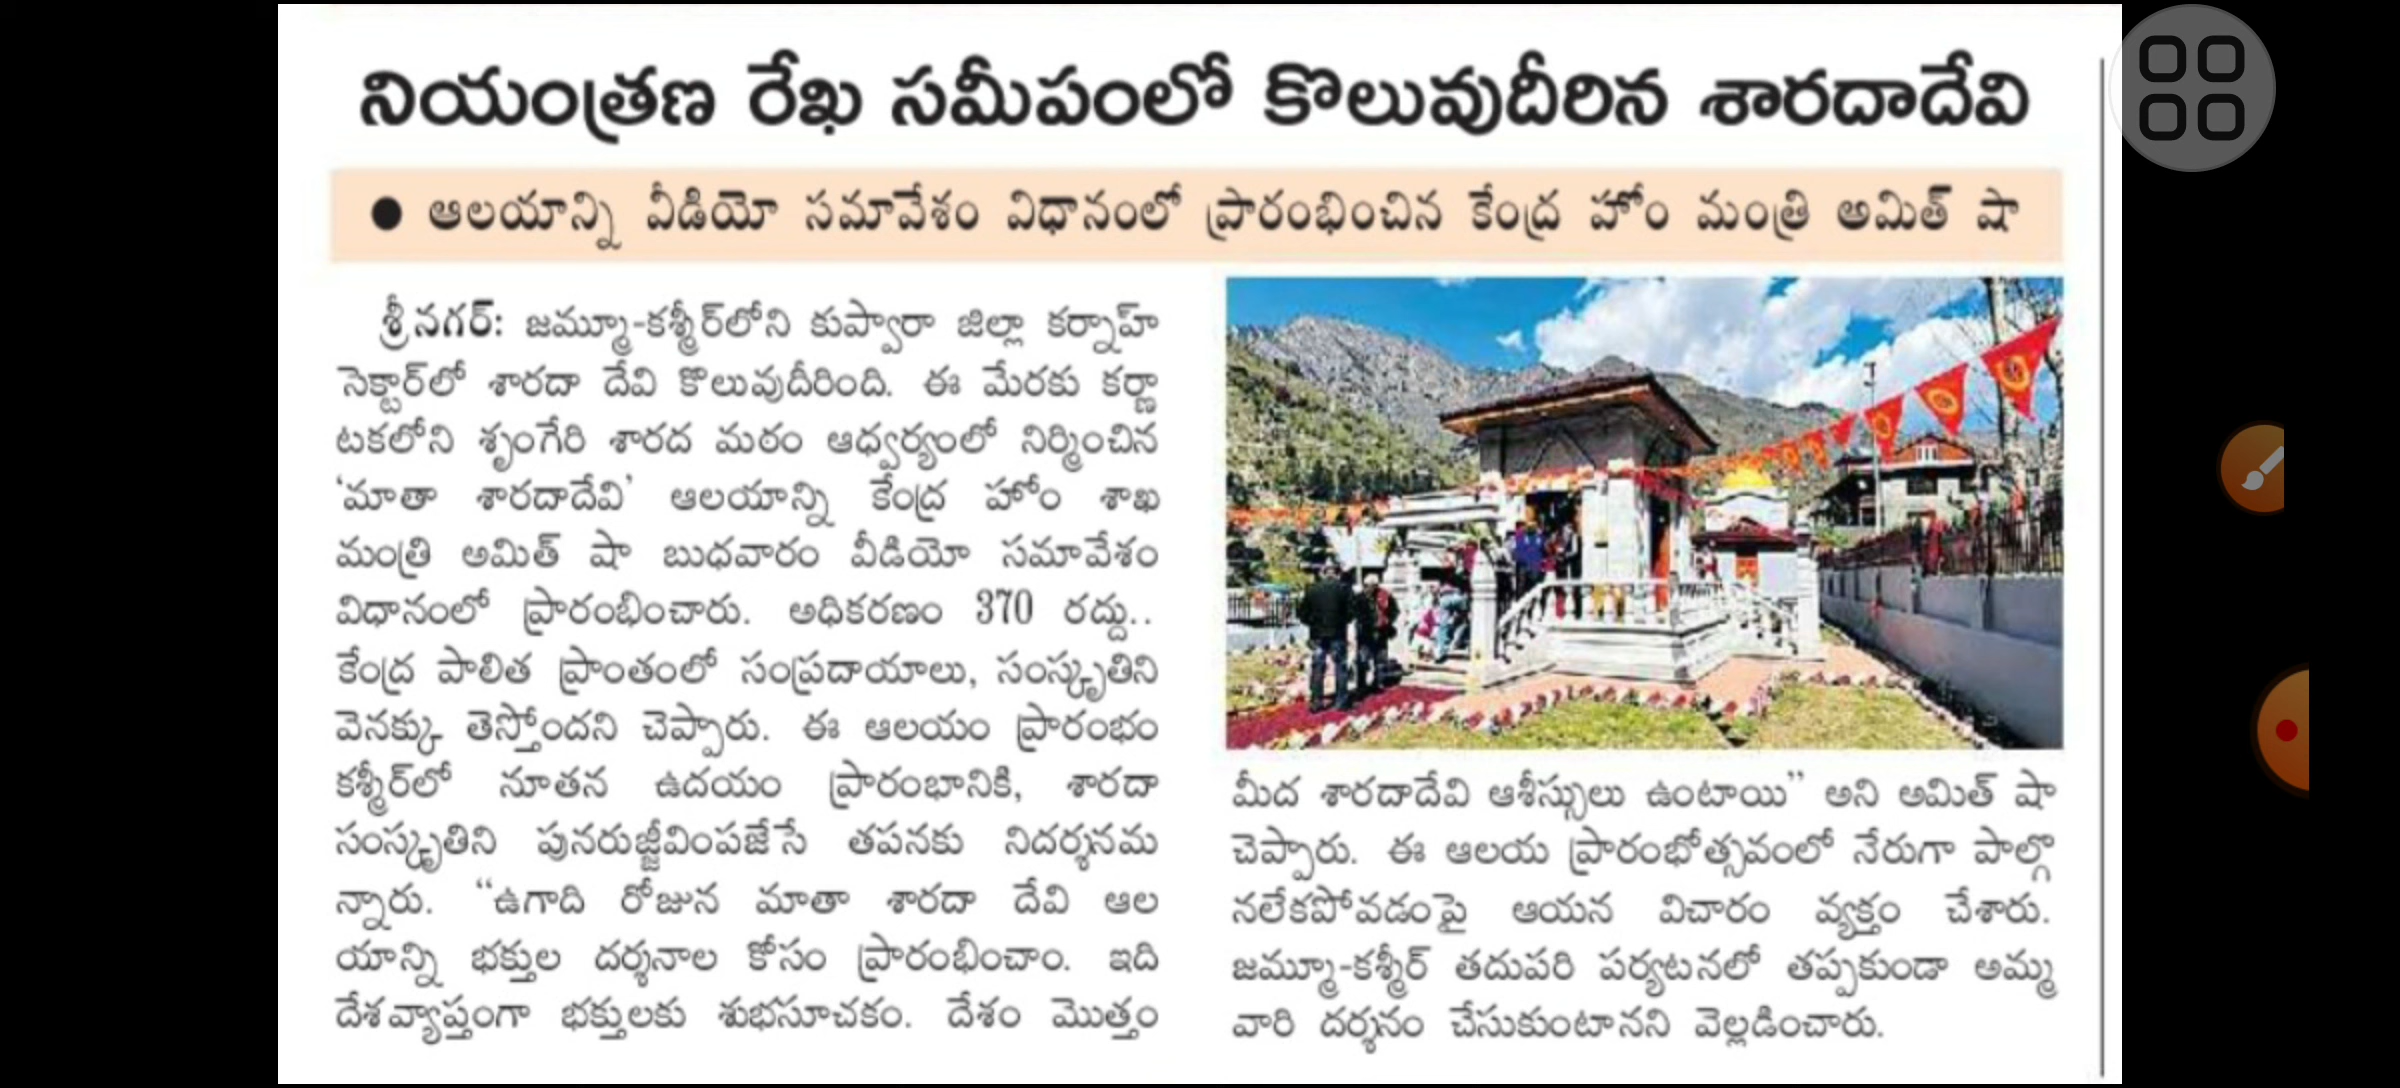 నియంత్రణ రేఖ సమీపంలో కొలువుదీరిన శారదాదేవి
● ఆలయాన్ని వీడియో సమావేశం విధానంలో ప్రారంభించిన కేంద్ర హోం మంత్రి అమిత్ షా
శ్రీనగర్: జమ్మూ-కశ్మీర్‌లోని కుప్వారా జిల్లా కర్నాహ్
సెక్టార్‌లో శారదా దేవి కొలువుదీరింది. ఈ మేరకు కర్ణా
టకలోని శృంగేరి శారద మఠం ఆధ్వర్యంలో నిర్మించిన
‘మాతా శారదాదేవి’ ఆలయాన్ని కేంద్ర హోం శాఖ
మంత్రి అమిత్ షా బుధవారం వీడియో సమావేశం
విధానంలో ప్రారంభించారు. అధికరణం 370 రద్దు..
కేంద్ర పాలిత ప్రాంతంలో సంప్రదాయాలు, సంస్కృతిని
వెనక్కు తెస్తోందని చెప్పారు. ఈ ఆలయం ప్రారంభం
కశ్మీర్‌లో నూతన ఉదయం ప్రారంభానికి, శారదా
సంస్కృతిని పునరుజ్జీవింపజేసే తపనకు నిదర్శనమ
న్నారు. “ఉగాది రోజున మాతా శారదా దేవి ఆల
యాన్ని భక్తుల దర్శనాల కోసం ప్రారంభించాం. ఇది
దేశవ్యాప్తంగా భక్తులకు శుభసూచకం. దేశం మొత్తం
మీద శారదాదేవి ఆశీస్సులు ఉంటాయి” అని అమిత్ షా
చెప్పారు. ఈ ఆలయ ప్రారంభోత్సవంలో నేరుగా పాల్గొ
నలేకపోవడంపై ఆయన విచారం వ్యక్తం చేశారు.
జమ్మూ-కశ్మీర్ తదుపరి పర్యటనలో తప్పకుండా అమ్మ
వారి దర్శనం చేసుకుంటానని వెల్లడించారు.